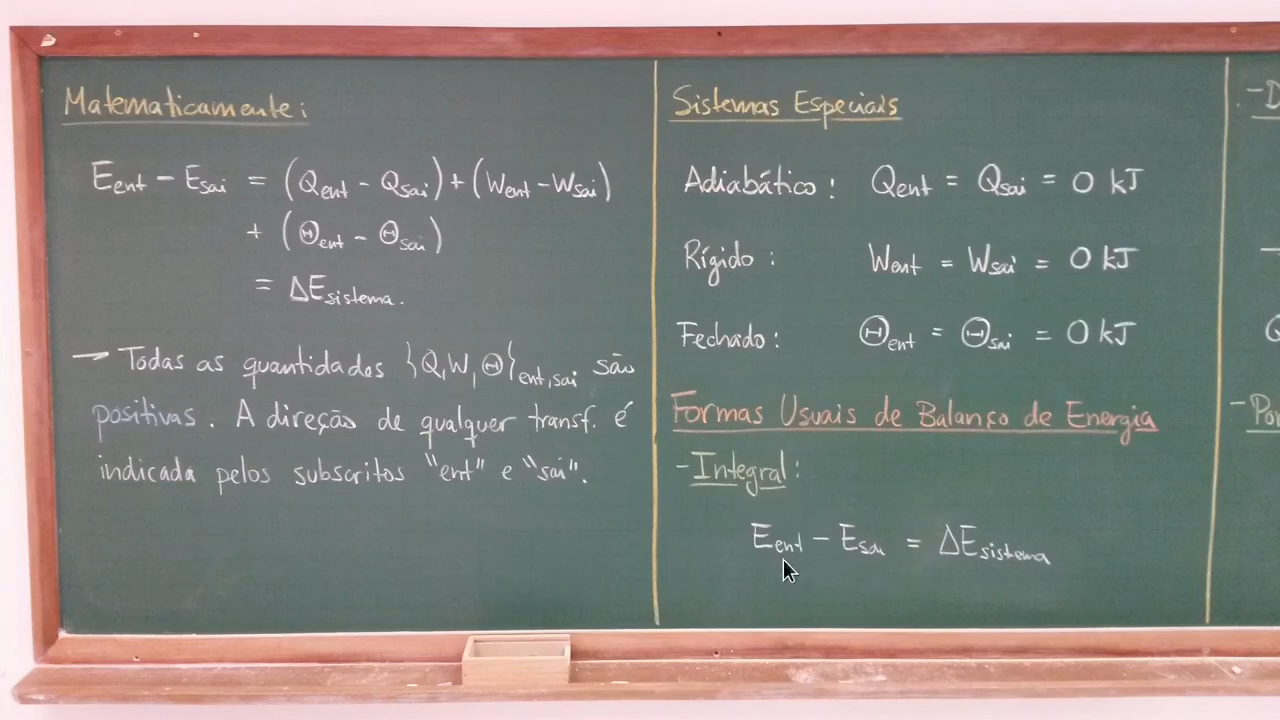 Matematicamente:
E_ent - E_sai = (Q_ent - Q_sai) + (W_ent - W_sai)
+ (Θ_ent - Θ_sai)
= ΔE_sistema.
→ Todas as quantidades {Q, W, Θ}_ent,sai são
positivas. A direção de qualquer transf. é
indicada pelos subscritos "ent" e "sai".
Sistemas Especiais
Adiabático: Q_ent = Q_sai = 0 kJ
Rígido: W_ent = W_sai = 0 kJ
Fechado: Θ_ent = Θ_sai = 0 kJ
Formas Usuais de Balanço de Energia
- Integral:
E_ent - E_sai = ΔE_sistema